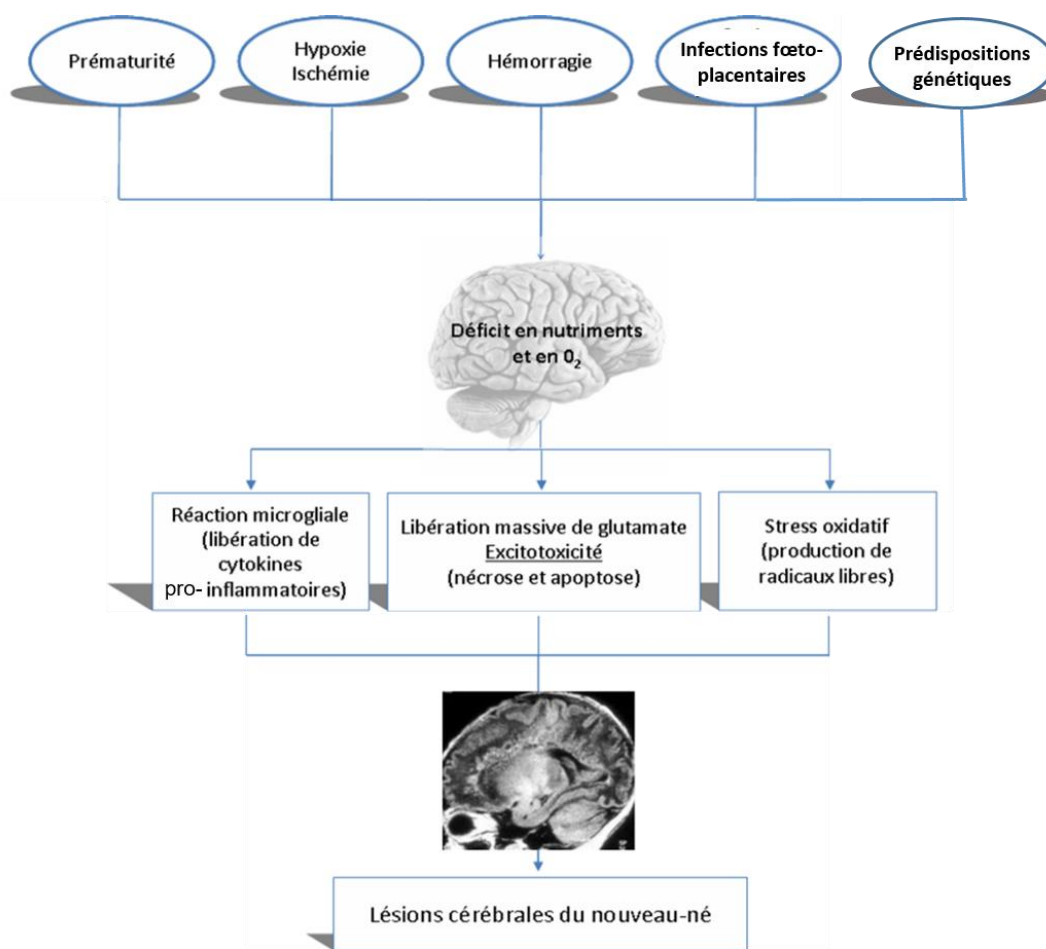 Prématurité
Hypoxie
Ischémie
Hémorragie
Infections fœto-
placentaires
Prédispositions
génétiques
Déficit en nutriments
et en 0₂
Réaction microgliale
(libération de
cytokines
pro- inflammatoires)
Libération massive de glutamate
Excitotoxicité
(nécrose et apoptose)
Stress oxidatif
(production de
radicaux libres)
Lésions cérébrales du nouveau-né